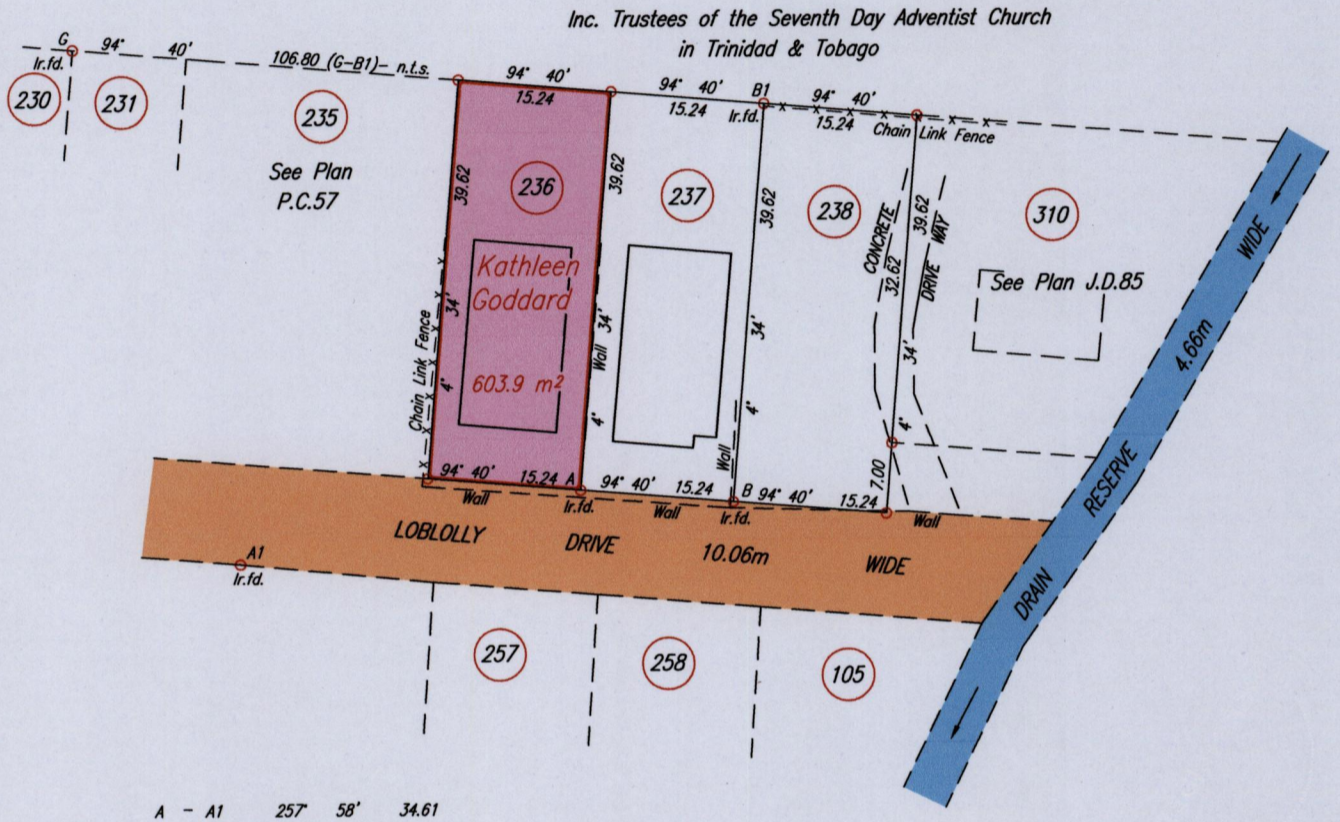 Inc. Trustees of the Seventh Day Adventist Church
in Trinidad & Tobago
G
94° 40'
Ir.fd.
106.80 (G-B1)- n.t.s.
94° 40'
15.24
94° 40'
15.24
B1
Ir.fd.
94° 40'
15.24
Chain Link Fence
230
231
235
See Plan
P.C.57
39.62
236
39.62
237
39.62
238
39.62
310
CONCRETE
32.62
DRIVE WAY
See Plan J.D.85
WIDE
4.66m
RESERVE
DRAIN
Kathleen
Goddard
603.9 m²
Chain Link Fence
34'
4°
Wall
34'
4°
34'
4°
Wall
34'
4°
7.00
94° 40'
15.24
A
Wall
Ir.fd.
94° 40'
15.24
B
Wall
Ir.fd.
94° 40'
15.24
Wall
LOBLOLLY DRIVE 10.06m WIDE
A1
Ir.fd.
257
258
105
A - A1 257° 58' 34.61